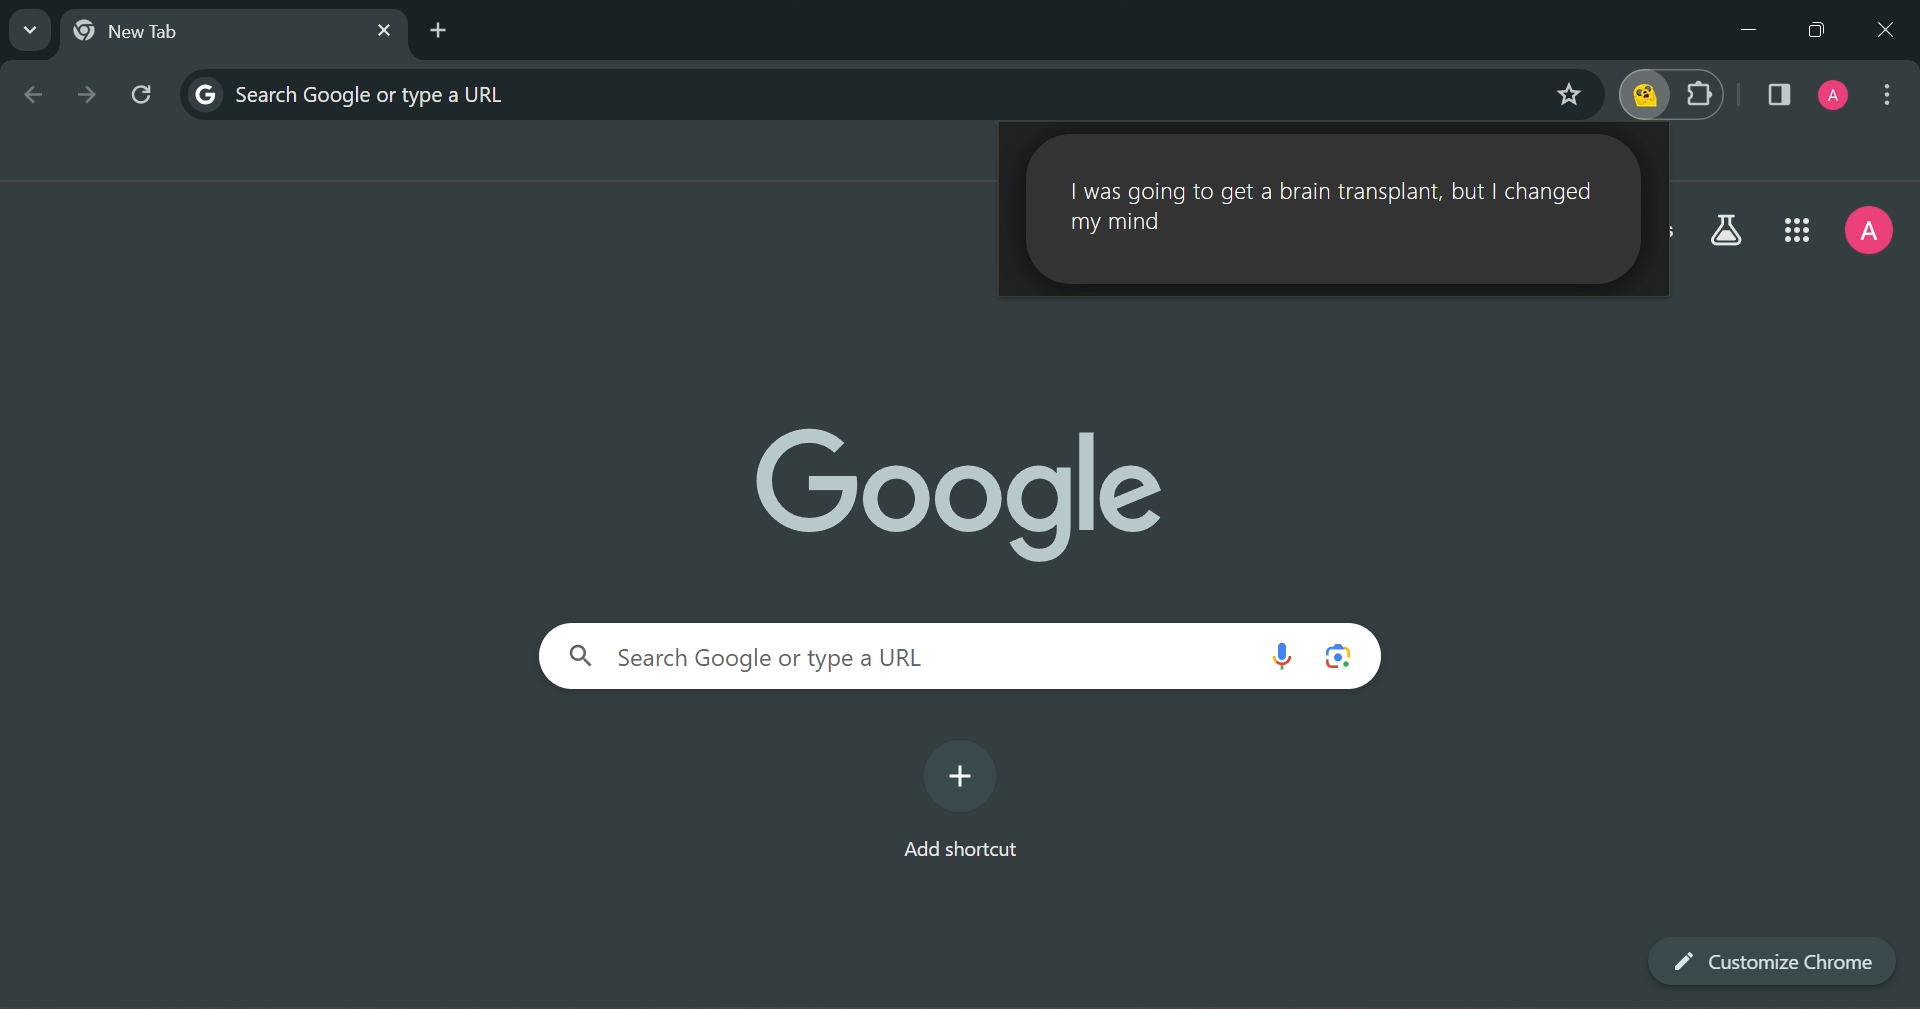 New Tab
Search Google or type a URL
A
I was going to get a brain transplant, but I changed
my mind
A
Google
Search Google or type a URL
Add shortcut
Customize Chrome